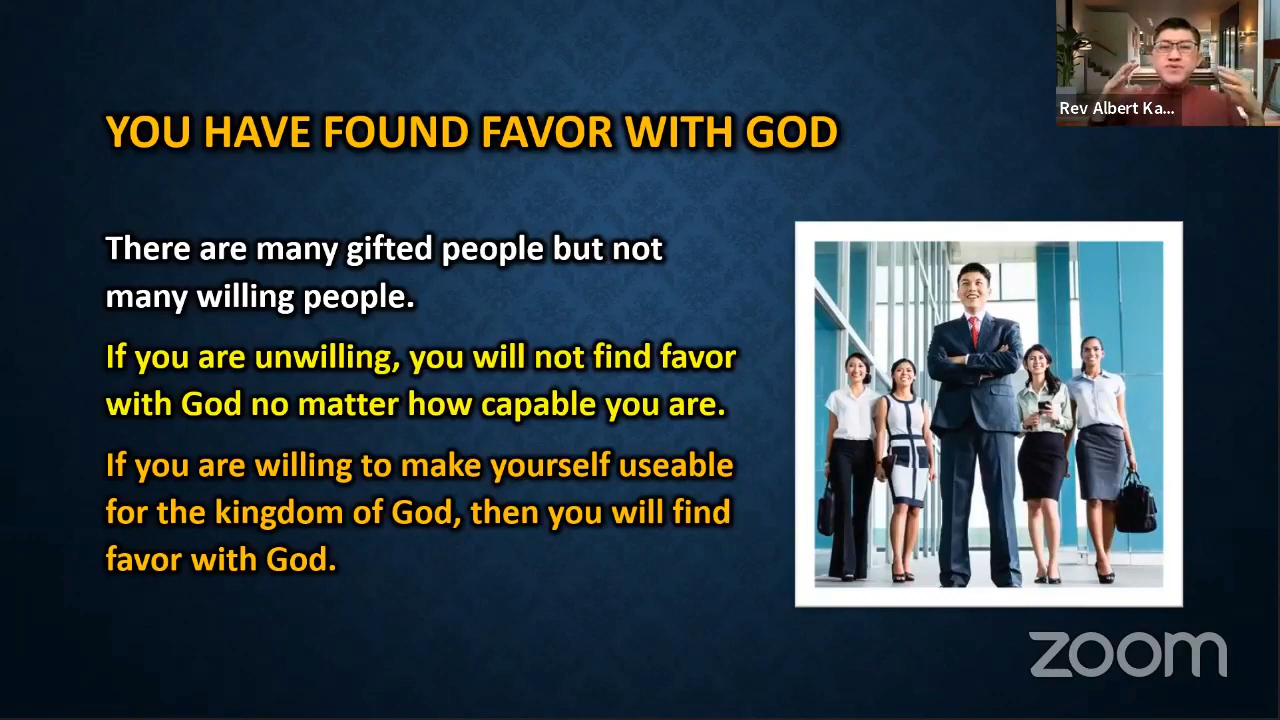 Rev Albert Ka...
YOU HAVE FOUND FAVOR WITH GOD
There are many gifted people but not
many willing people.
If you are unwilling, you will not find favor
with God no matter how capable you are.
If you are willing to make yourself useable
for the kingdom of God, then you will find
favor with God.
zoom